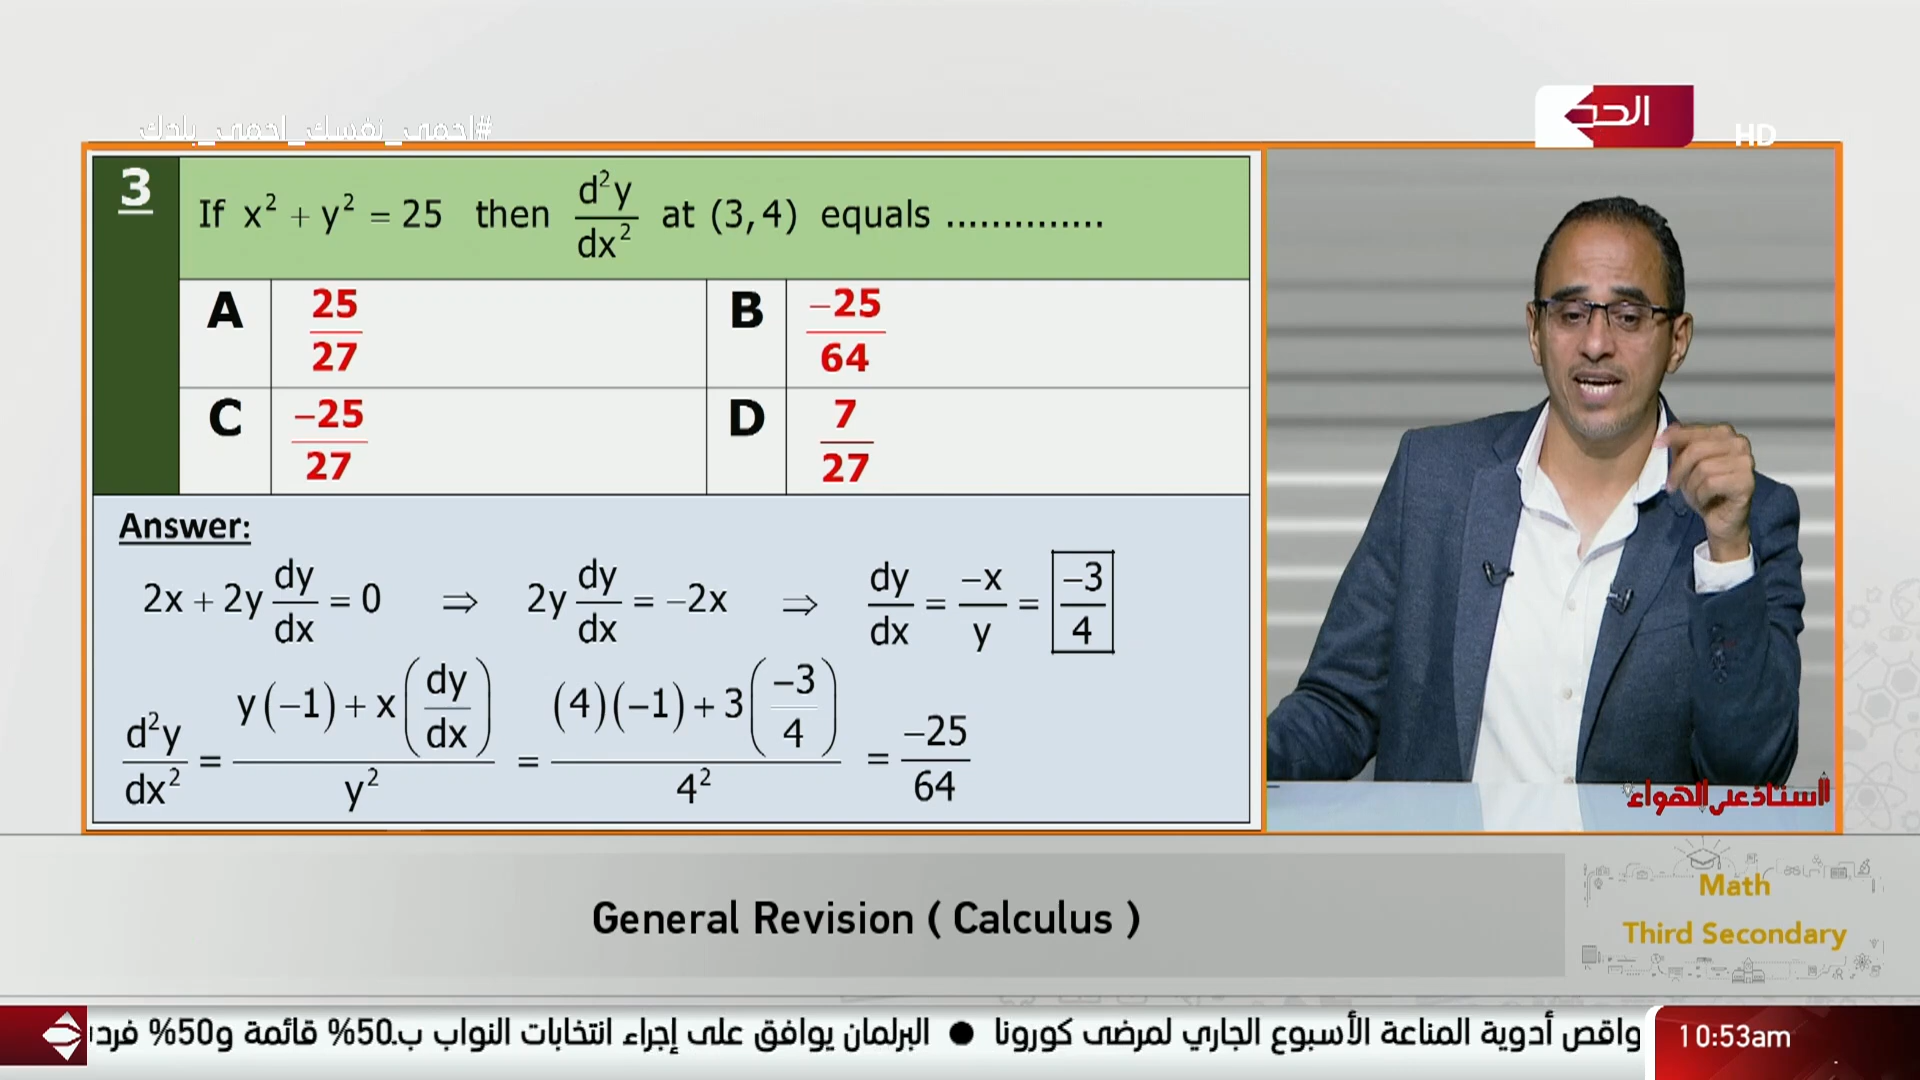 #احمى_نفسك_احمى_بلدك
الحد
HD
3
If x² + y² = 25 then d²y/dx² at (3,4) equals ..............
A 25/27 B −25/64
C −25/27 D 7/27
Answer:
2x + 2y dy/dx = 0 ⇒ 2y dy/dx = −2x ⇒ dy/dx = −x/y = −3/4
d²y/dx² = (y(−1) + x(dy/dx))/y² = ((4)(−1) + 3(−3/4))/4² = −25/64
أستاذ على الهواء
General Revision ( Calculus )
Math
Third Secondary
واقص أدوية المناعة الأسبوع الجاري لمرضى كورونا ● البرلمان يوافق على إجراء انتخابات النواب ب50% قائمة و50% فرد
10:53am